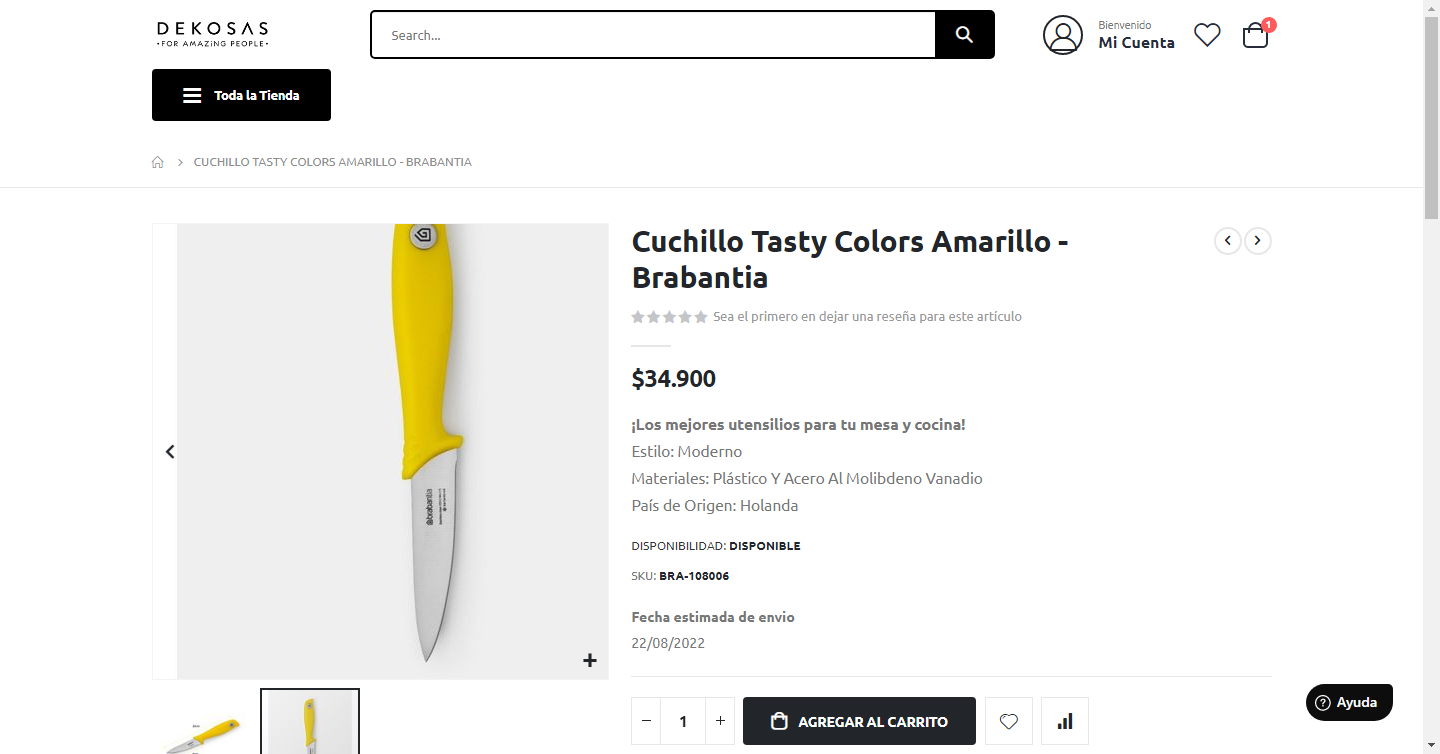 DEKOSAS
•FOR AMAZiNG PEOPLE•
Search...
Bienvenido
Mi Cuenta
1
Toda la Tienda
CUCHILLO TASTY COLORS AMARILLO - BRABANTIA
Cuchillo Tasty Colors Amarillo -
Brabantia
Sea el primero en dejar una reseña para este artículo
$34.900
¡Los mejores utensilios para tu mesa y cocina!
Estilo: Moderno
Materiales: Plástico Y Acero Al Molibdeno Vanadio
País de Origen: Holanda
DISPONIBILIDAD: DISPONIBLE
SKU: BRA-108006
Fecha estimada de envio
22/08/2022
brabantia
− 1 +
AGREGAR AL CARRITO
Ayuda